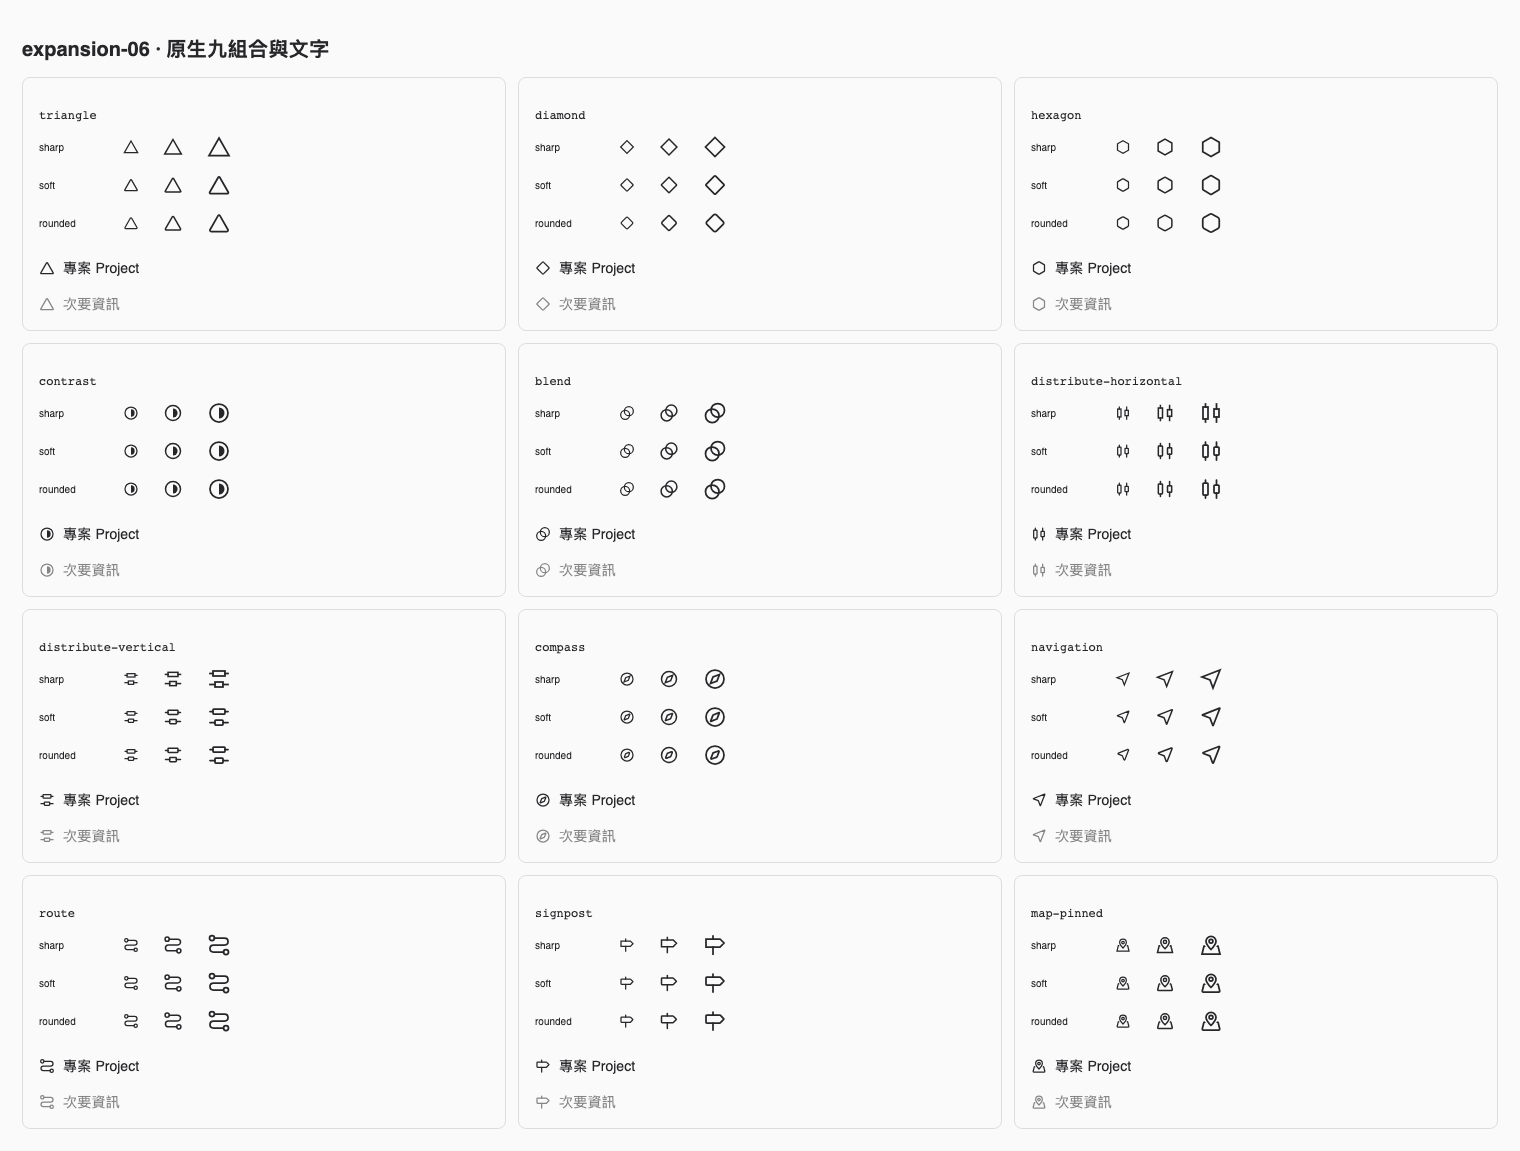 expansion-06 · 原生九組合與文字
triangle
sharp
soft
rounded
專案 Project
次要資訊
diamond
sharp
soft
rounded
專案 Project
次要資訊
hexagon
sharp
soft
rounded
專案 Project
次要資訊
contrast
sharp
soft
rounded
專案 Project
次要資訊
blend
sharp
soft
rounded
專案 Project
次要資訊
distribute-horizontal
sharp
soft
rounded
專案 Project
次要資訊
distribute-vertical
sharp
soft
rounded
專案 Project
次要資訊
compass
sharp
soft
rounded
專案 Project
次要資訊
navigation
sharp
soft
rounded
專案 Project
次要資訊
route
sharp
soft
rounded
專案 Project
次要資訊
signpost
sharp
soft
rounded
專案 Project
次要資訊
map-pinned
sharp
soft
rounded
專案 Project
次要資訊